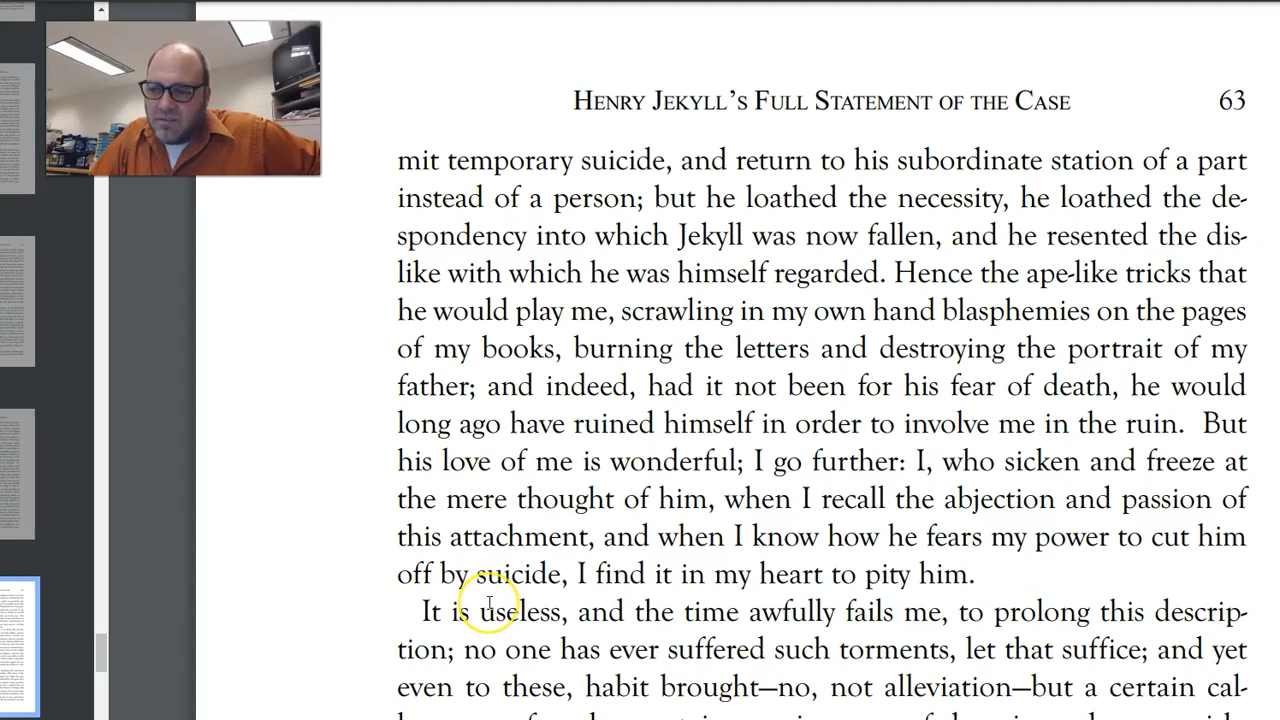 HENRY JEKYLL'S FULL STATEMENT OF THE CASE 63
mit temporary suicide, and return to his subordinate station of a part
instead of a person; but he loathed the necessity, he loathed the de-
spondency into which Jekyll was now fallen, and he resented the dis-
like with which he was himself regarded. Hence the ape-like tricks that
he would play me, scrawling in my own hand blasphemies on the pages
of my books, burning the letters and destroying the portrait of my
father; and indeed, had it not been for his fear of death, he would
long ago have ruined himself in order to involve me in the ruin. But
his love of me is wonderful; I go further: I, who sicken and freeze at
the mere thought of him, when I recall the abjection and passion of
this attachment, and when I know how he fears my power to cut him
off by suicide, I find it in my heart to pity him.
It is useless, and the time awfully fails me, to prolong this descrip-
tion; no one has ever suffered such torments, let that suffice; and yet
even to these, habit brought—no, not alleviation—but a certain cal-